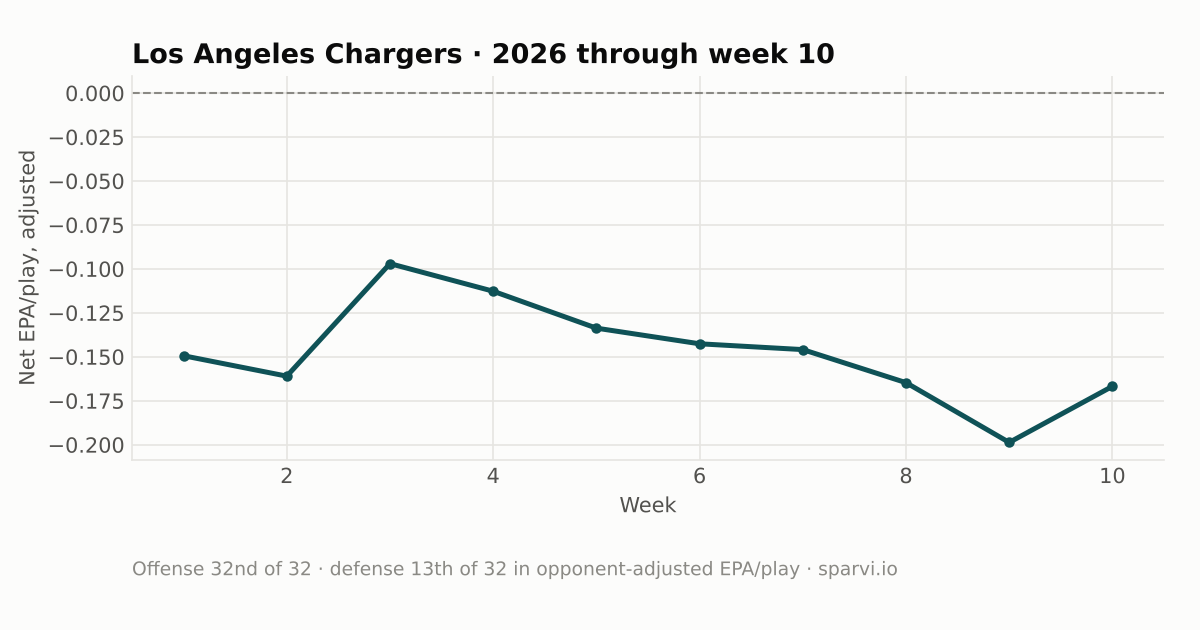 Los Angeles Chargers · 2026 through week 10
Net EPA/play, adjusted
0.000
−0.025
−0.050
−0.075
−0.100
−0.125
−0.150
−0.175
−0.200
2 4 6 8 10
Week
Offense 32nd of 32 · defense 13th of 32 in opponent-adjusted EPA/play · sparvi.io